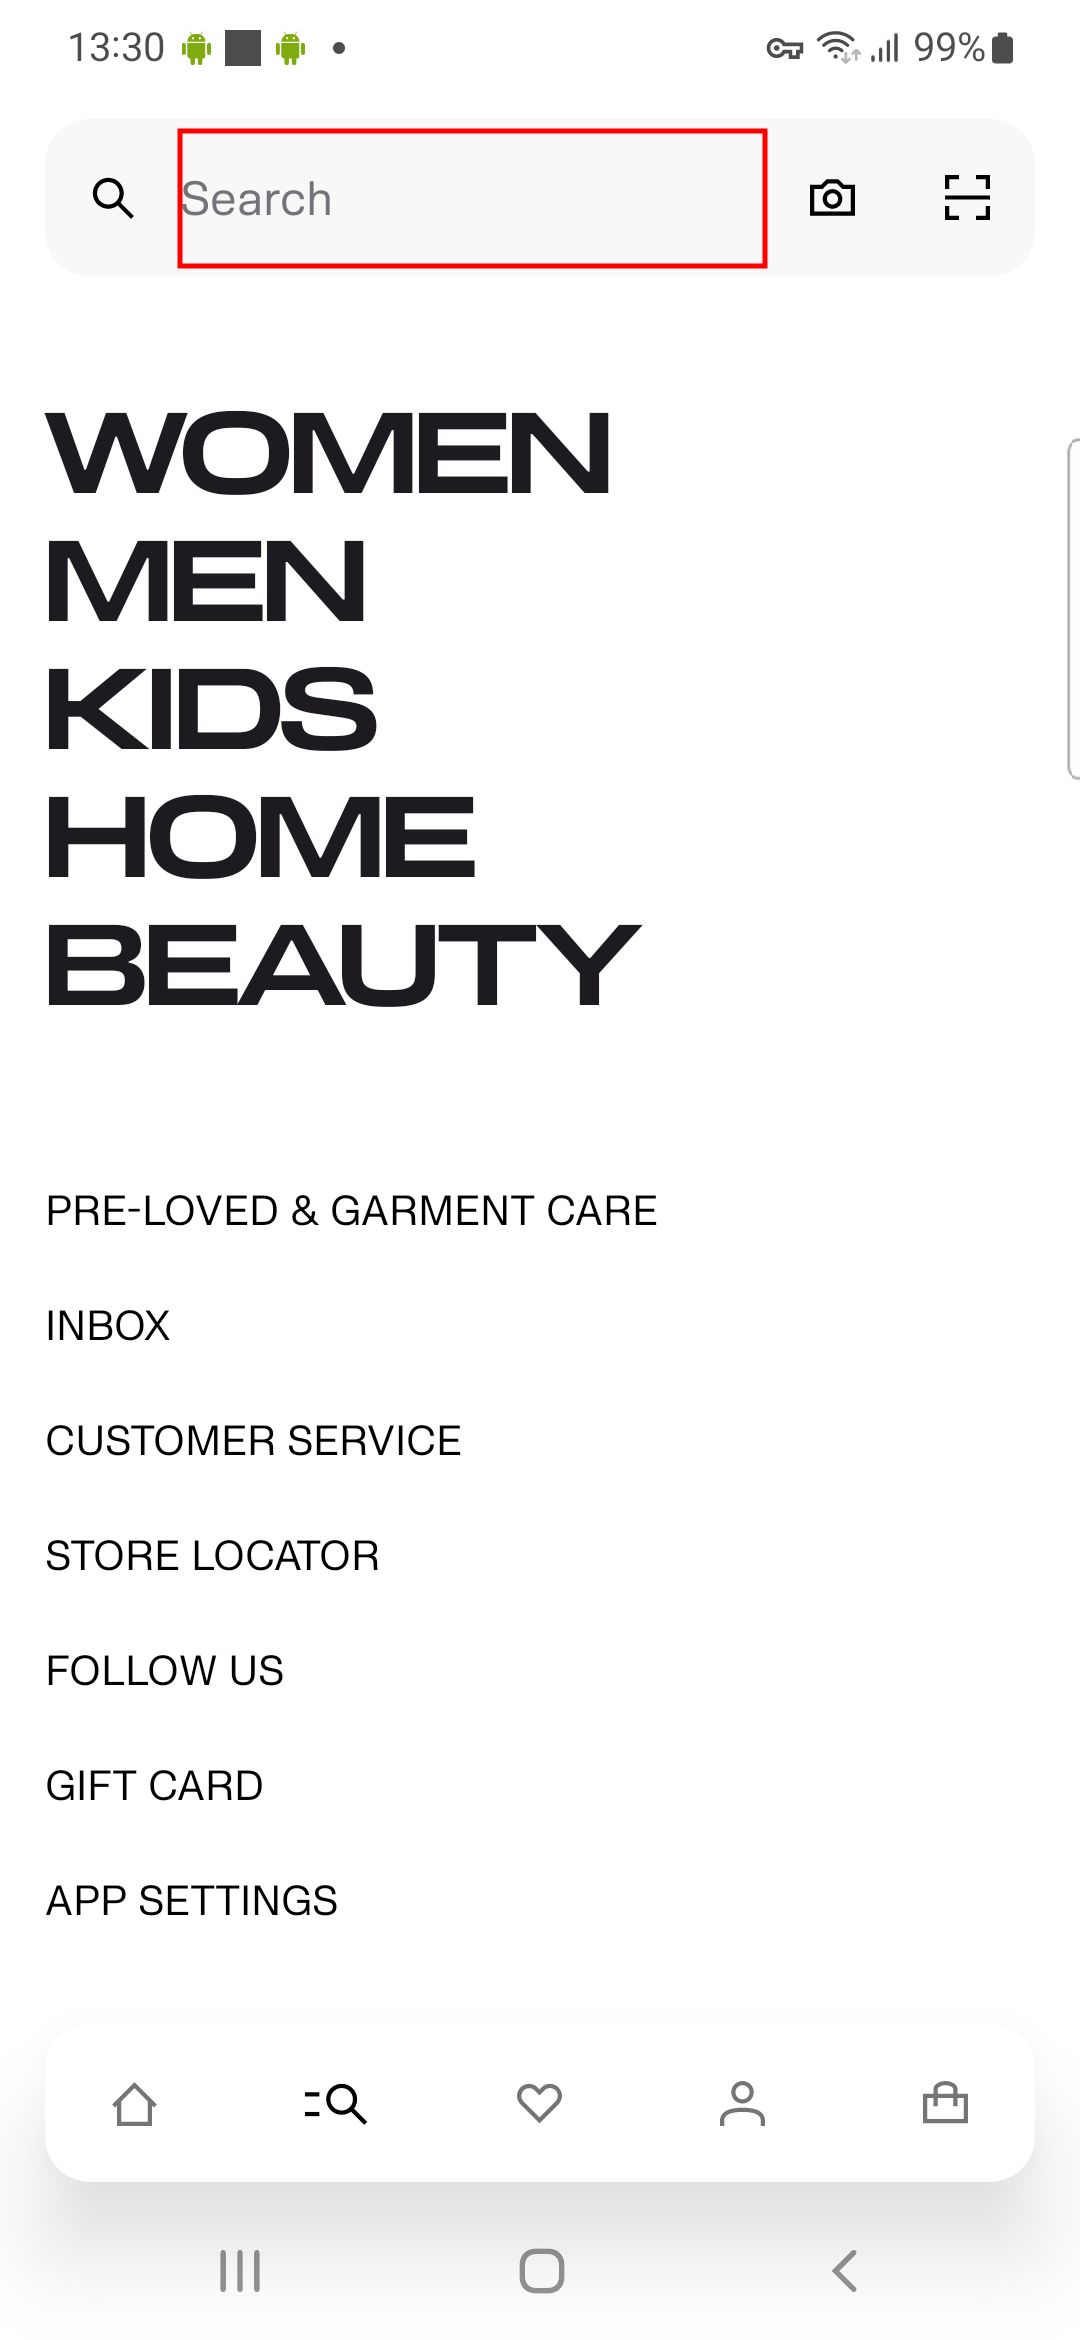 13:30
99%
Search
WOMEN
MEN
KIDS
HOME
BEAUTY
PRE-LOVED & GARMENT CARE
INBOX
CUSTOMER SERVICE
STORE LOCATOR
FOLLOW US
GIFT CARD
APP SETTINGS